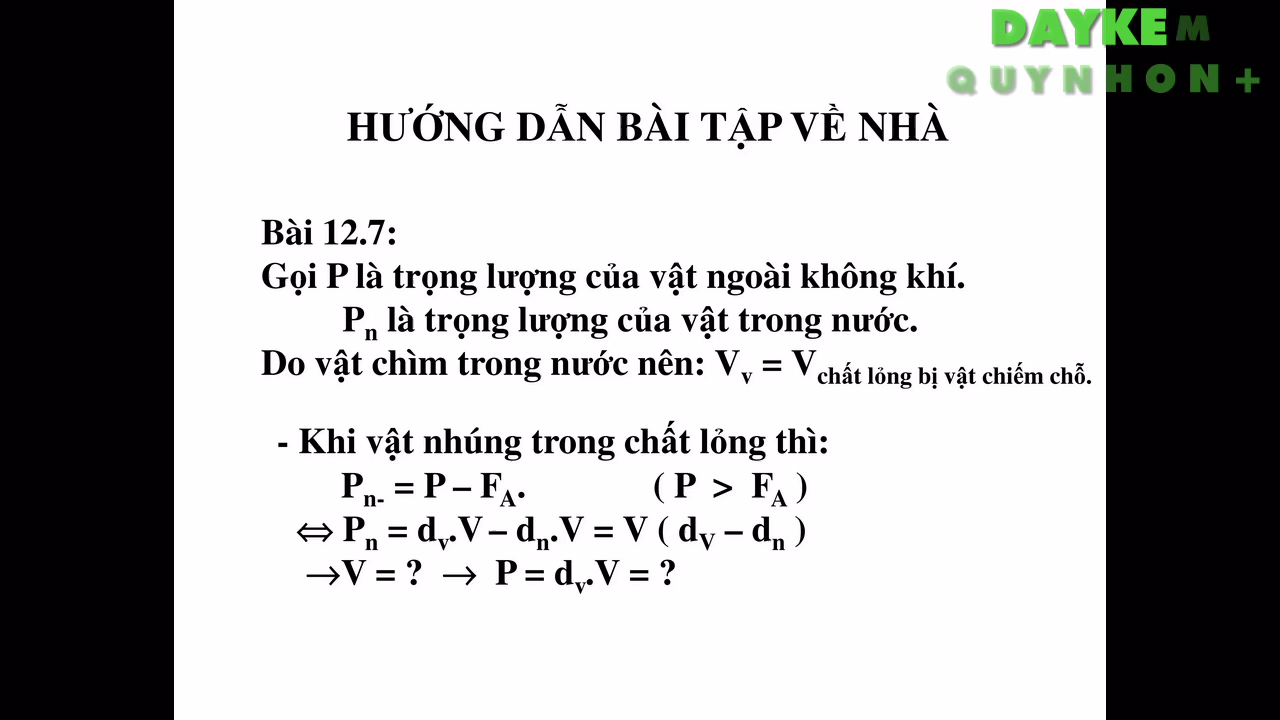 DAYKEM
QUYNHON+
HƯỚNG DẪN BÀI TẬP VỀ NHÀ
Bài 12.7:
Gọi P là trọng lượng của vật ngoài không khí.
Pn là trọng lượng của vật trong nước.
Do vật chìm trong nước nên: Vv = Vchất lỏng bị vật chiếm chỗ.
- Khi vật nhúng trong chất lỏng thì:
Pn- = P – FA. ( P > FA )
⇔ Pn = dv.V – dn.V = V ( dV – dn )
→V = ? → P = dv.V = ?